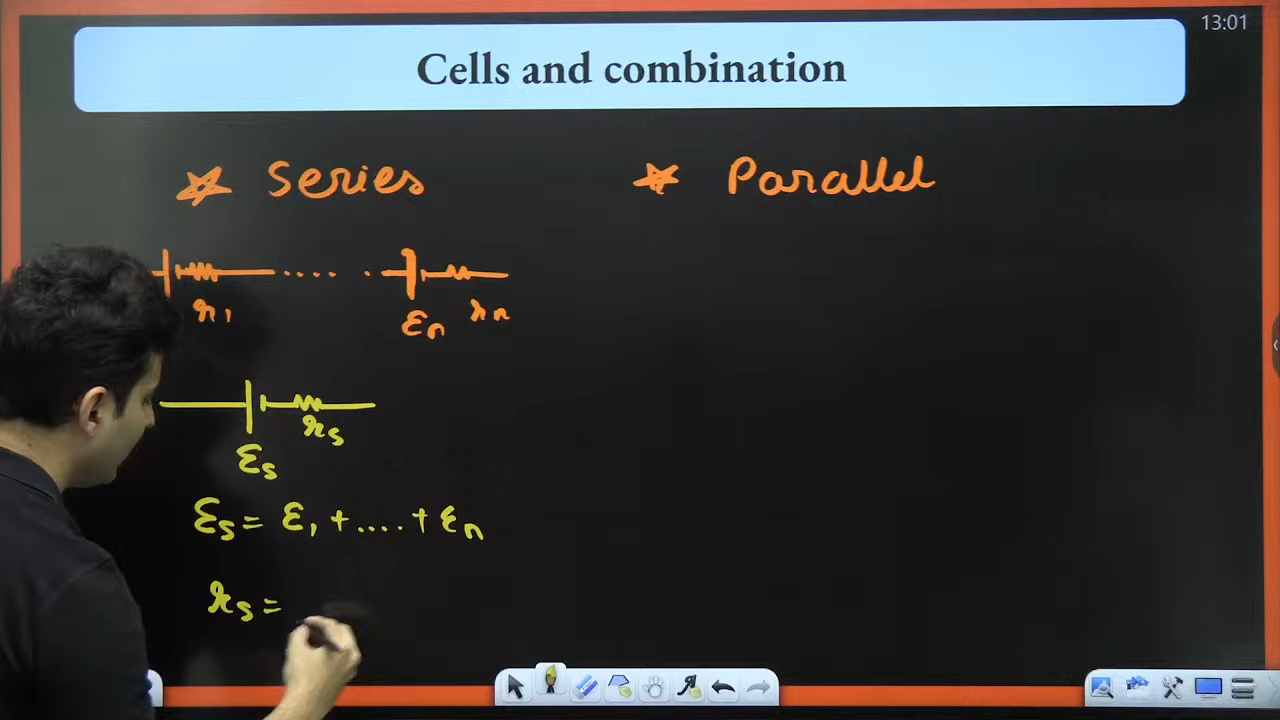 13:01
Cells and combination
Series
Parallel
r1
εn
rn
rs
εs
εs = ε1 + .... + εn
rs =